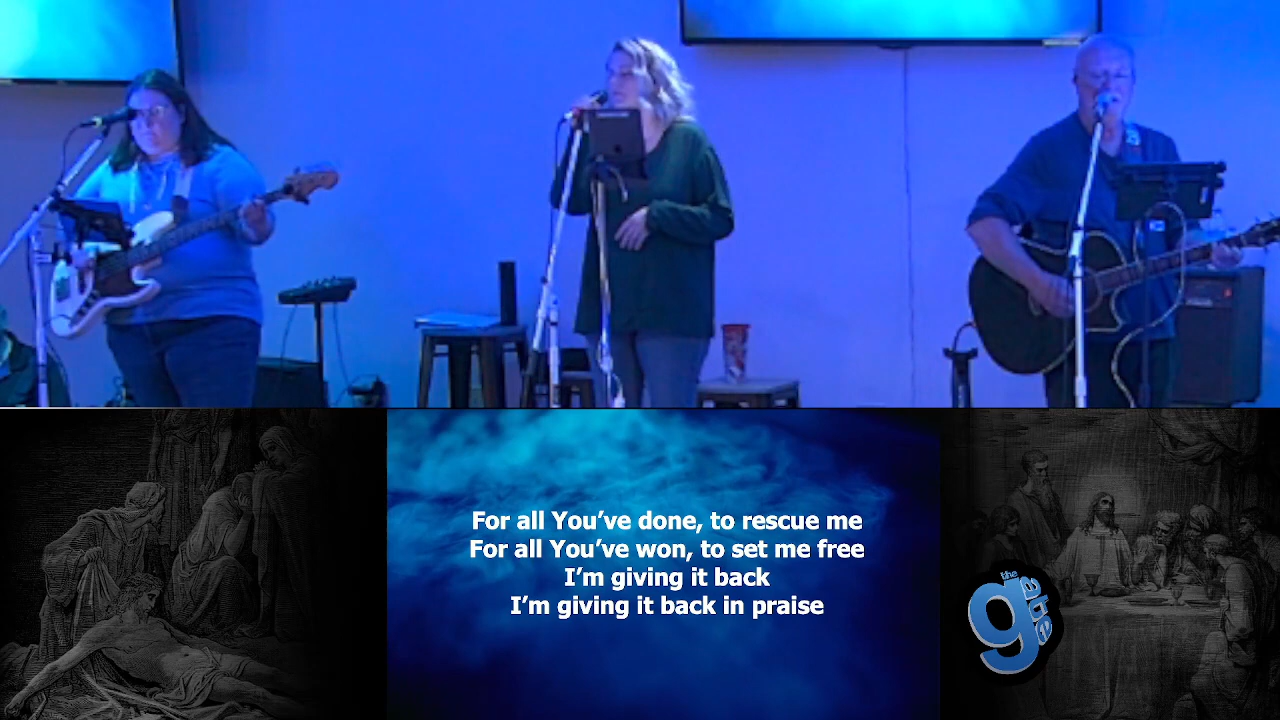 For all You've done, to rescue me
For all You've won, to set me free
I'm giving it back
I'm giving it back in praise
the
gate